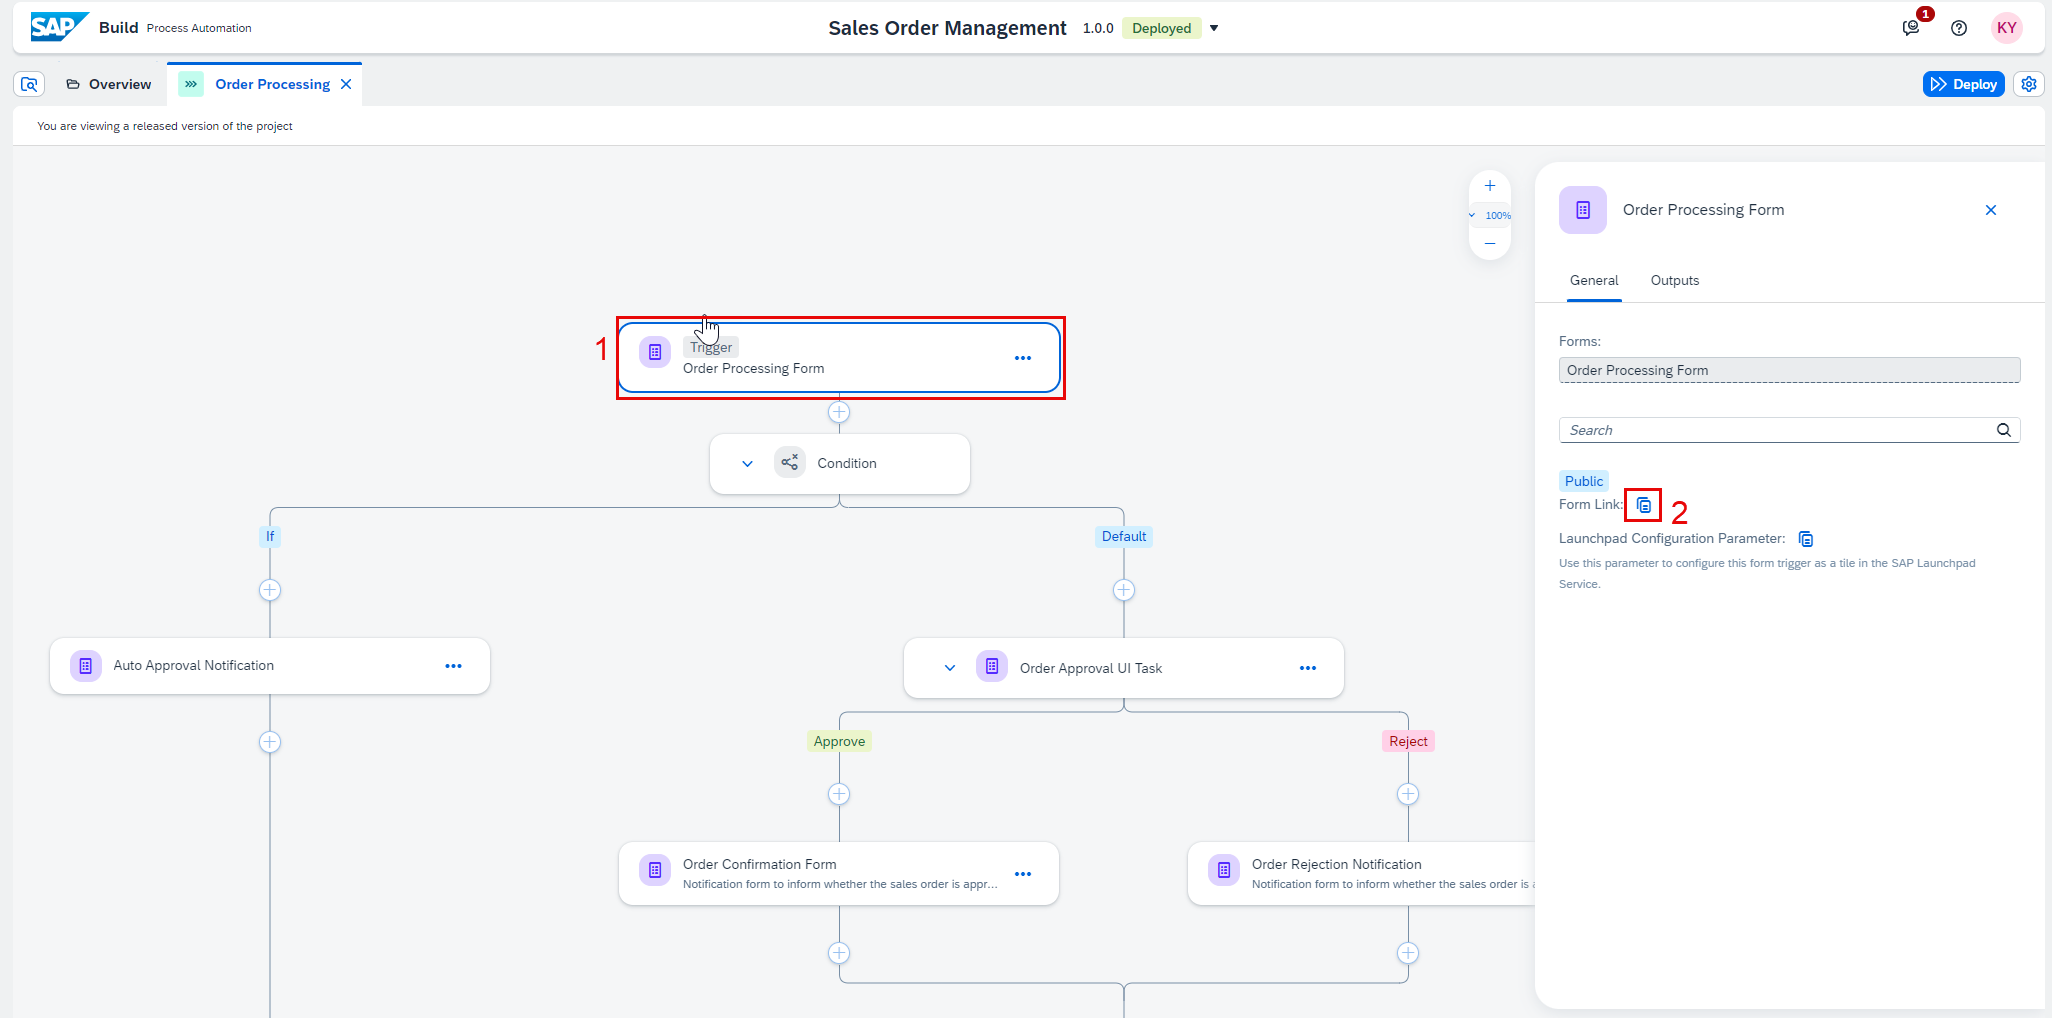 SAP Build Process Automation
Sales Order Management 1.0.0 Deployed
1
KY
Overview
Order Processing
Deploy
You are viewing a released version of the project
100%
1
Trigger
Order Processing Form
Condition
If
Default
Auto Approval Notification
Order Approval UI Task
Approve
Reject
Order Confirmation Form
Notification form to inform whether the sales order is appr...
Order Rejection Notification
Notification form to inform whether the sales order is
Order Processing Form
General Outputs
Forms:
Order Processing Form
Search
Public
Form Link:
2
Launchpad Configuration Parameter:
Use this parameter to configure this form trigger as a tile in the SAP Launchpad
Service.